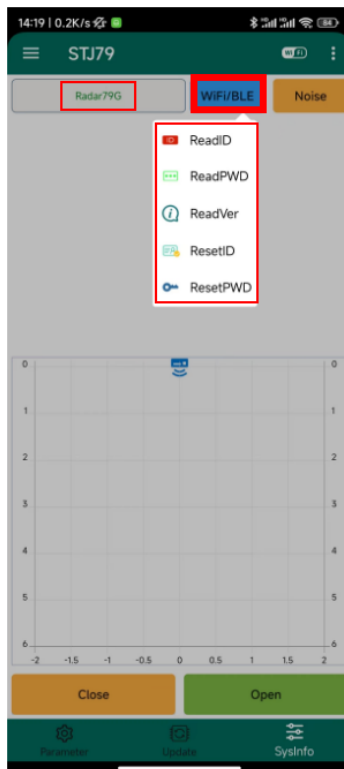 14:19 | 0.2K/s
64
STJ79
WiFi
Radar79G
WiFi/BLE
Noise
ReadID
ReadPWD
ReadVer
ResetID
ResetPWD
0 0
1 1
2 2
3 3
4 4
5 5
6 6
-2 -1.5 -1 -0.5 0 0.5 1 1.5 2
Close Open
Parameter Update SysInfo